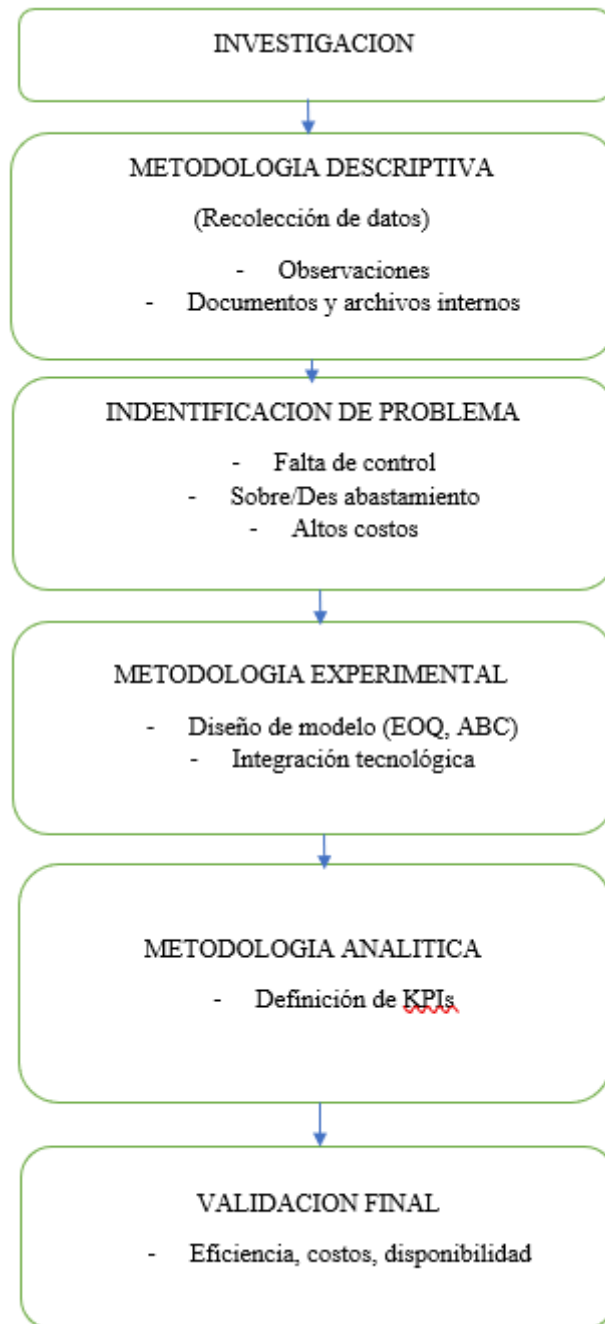 INVESTIGACION
METODOLOGIA DESCRIPTIVA
(Recolección de datos)
- Observaciones
- Documentos y archivos internos
INDENTIFICACION DE PROBLEMA
- Falta de control
- Sobre/Des abastamiento
- Altos costos
METODOLOGIA EXPERIMENTAL
- Diseño de modelo (EOQ, ABC)
- Integración tecnológica
METODOLOGIA ANALITICA
- Definición de KPIs
VALIDACION FINAL
- Eficiencia, costos, disponibilidad